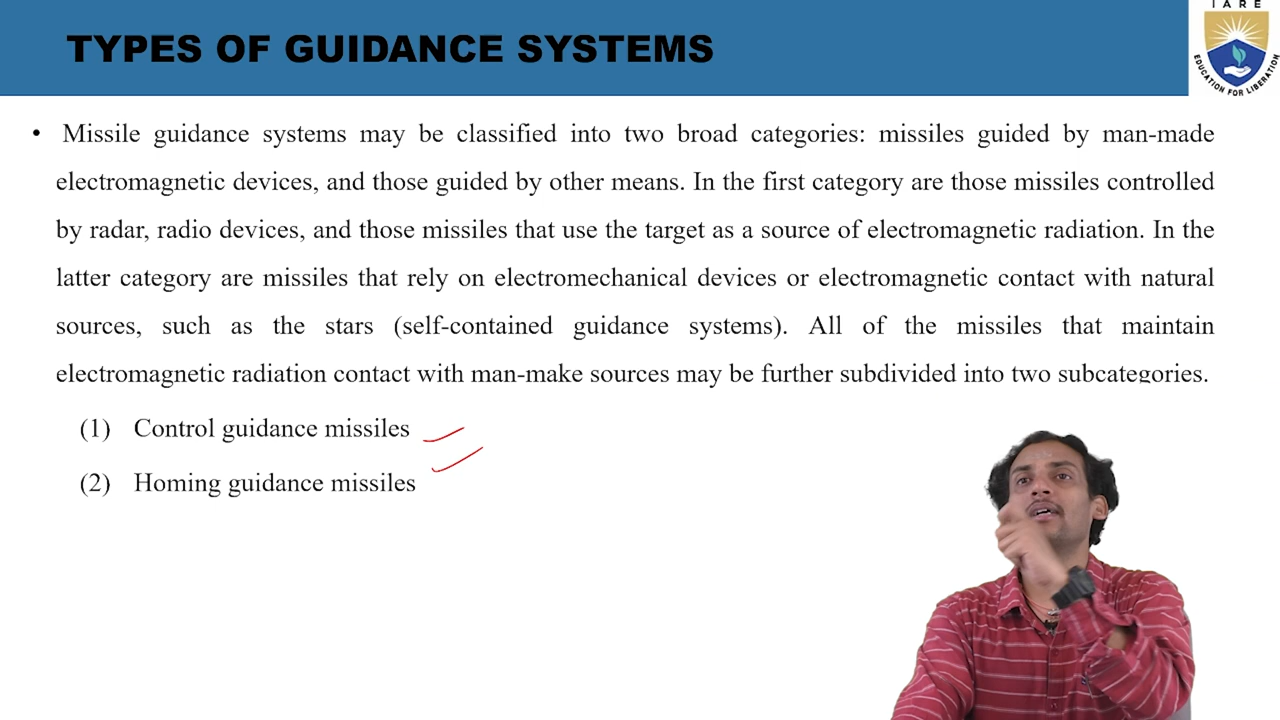 IARE
TYPES OF GUIDANCE SYSTEMS
EDUCATION FOR LIBERATION
• Missile guidance systems may be classified into two broad categories: missiles guided by man-made
electromagnetic devices, and those guided by other means. In the first category are those missiles controlled
by radar, radio devices, and those missiles that use the target as a source of electromagnetic radiation. In the
latter category are missiles that rely on electromechanical devices or electromagnetic contact with natural
sources, such as the stars (self-contained guidance systems). All of the missiles that maintain
electromagnetic radiation contact with man-make sources may be further subdivided into two subcategories.
(1) Control guidance missiles
(2) Homing guidance missiles